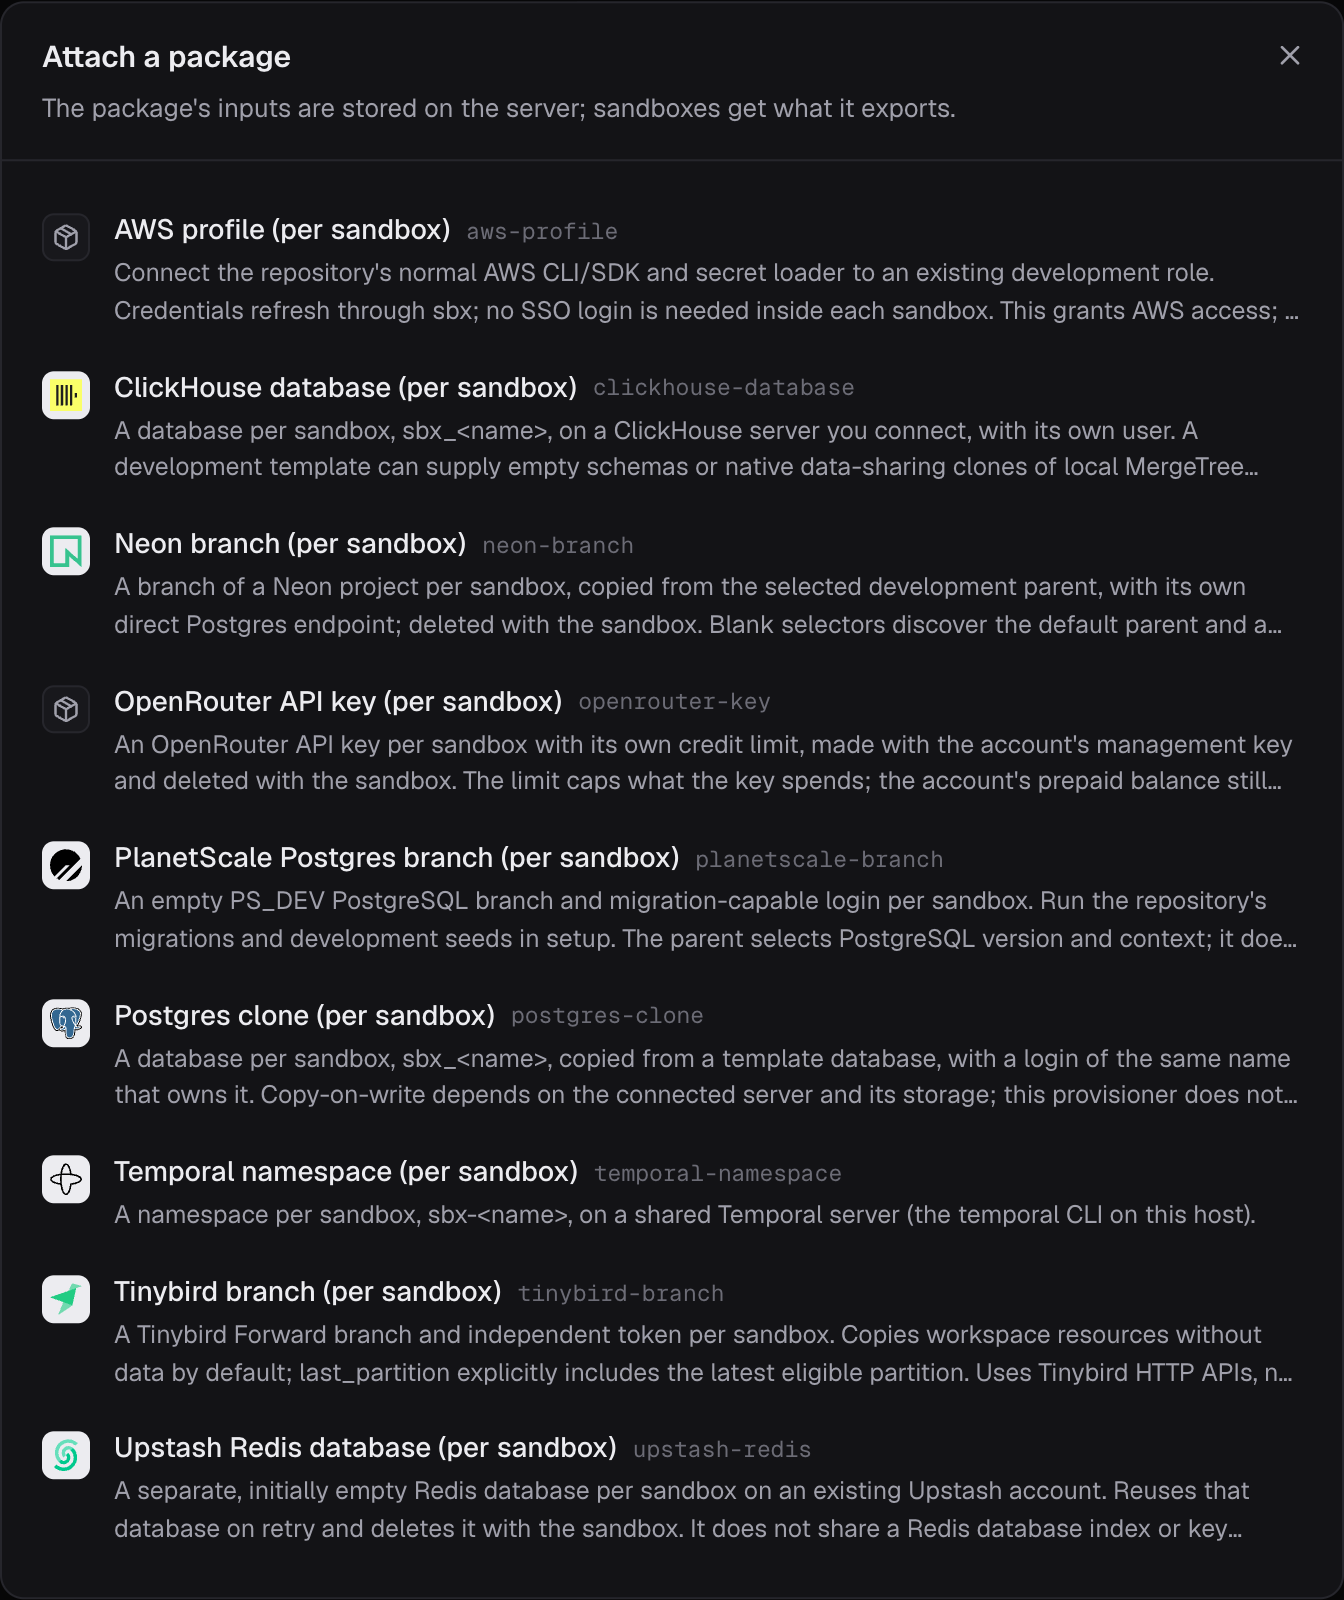 Attach a package
The package's inputs are stored on the server; sandboxes get what it exports.
AWS profile (per sandbox) aws-profile
Connect the repository's normal AWS CLI/SDK and secret loader to an existing development role.
Credentials refresh through sbx; no SSO login is needed inside each sandbox. This grants AWS access; …
ClickHouse database (per sandbox) clickhouse-database
A database per sandbox, sbx_<name>, on a ClickHouse server you connect, with its own user. A
development template can supply empty schemas or native data-sharing clones of local MergeTree…
Neon branch (per sandbox) neon-branch
A branch of a Neon project per sandbox, copied from the selected development parent, with its own
direct Postgres endpoint; deleted with the sandbox. Blank selectors discover the default parent and a…
OpenRouter API key (per sandbox) openrouter-key
An OpenRouter API key per sandbox with its own credit limit, made with the account's management key
and deleted with the sandbox. The limit caps what the key spends; the account's prepaid balance still…
PlanetScale Postgres branch (per sandbox) planetscale-branch
An empty PS_DEV PostgreSQL branch and migration-capable login per sandbox. Run the repository's
migrations and development seeds in setup. The parent selects PostgreSQL version and context; it doe…
Postgres clone (per sandbox) postgres-clone
A database per sandbox, sbx_<name>, copied from a template database, with a login of the same name
that owns it. Copy-on-write depends on the connected server and its storage; this provisioner does not…
Temporal namespace (per sandbox) temporal-namespace
A namespace per sandbox, sbx-<name>, on a shared Temporal server (the temporal CLI on this host).
Tinybird branch (per sandbox) tinybird-branch
A Tinybird Forward branch and independent token per sandbox. Copies workspace resources without
data by default; last_partition explicitly includes the latest eligible partition. Uses Tinybird HTTP APIs, n…
Upstash Redis database (per sandbox) upstash-redis
A separate, initially empty Redis database per sandbox on an existing Upstash account. Reuses that
database on retry and deletes it with the sandbox. It does not share a Redis database index or key…